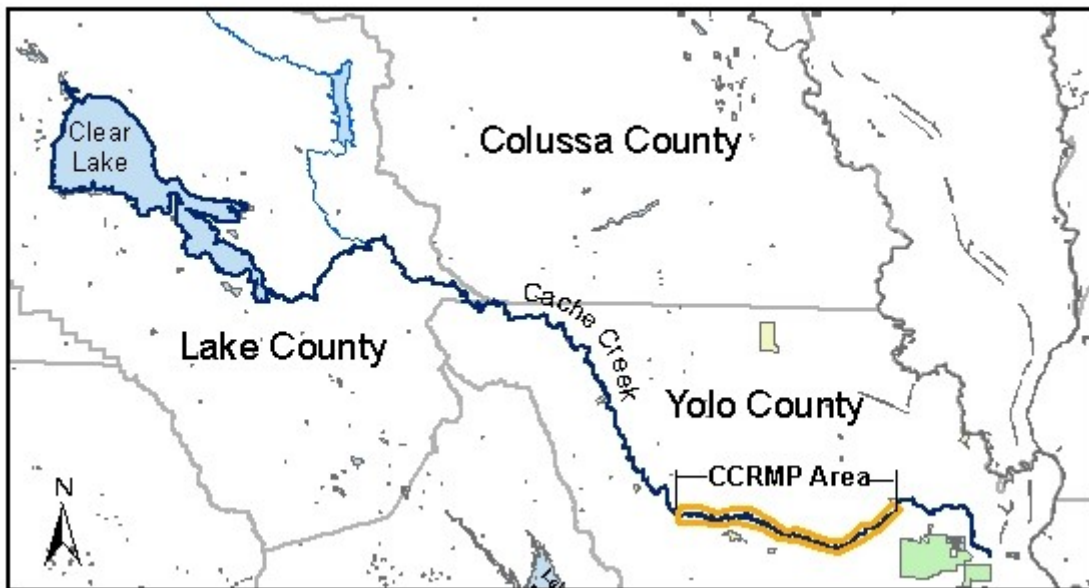 Clear
Lake
Colussa County
Cache Creek
Lake County
Yolo County
CCRMP Area
N